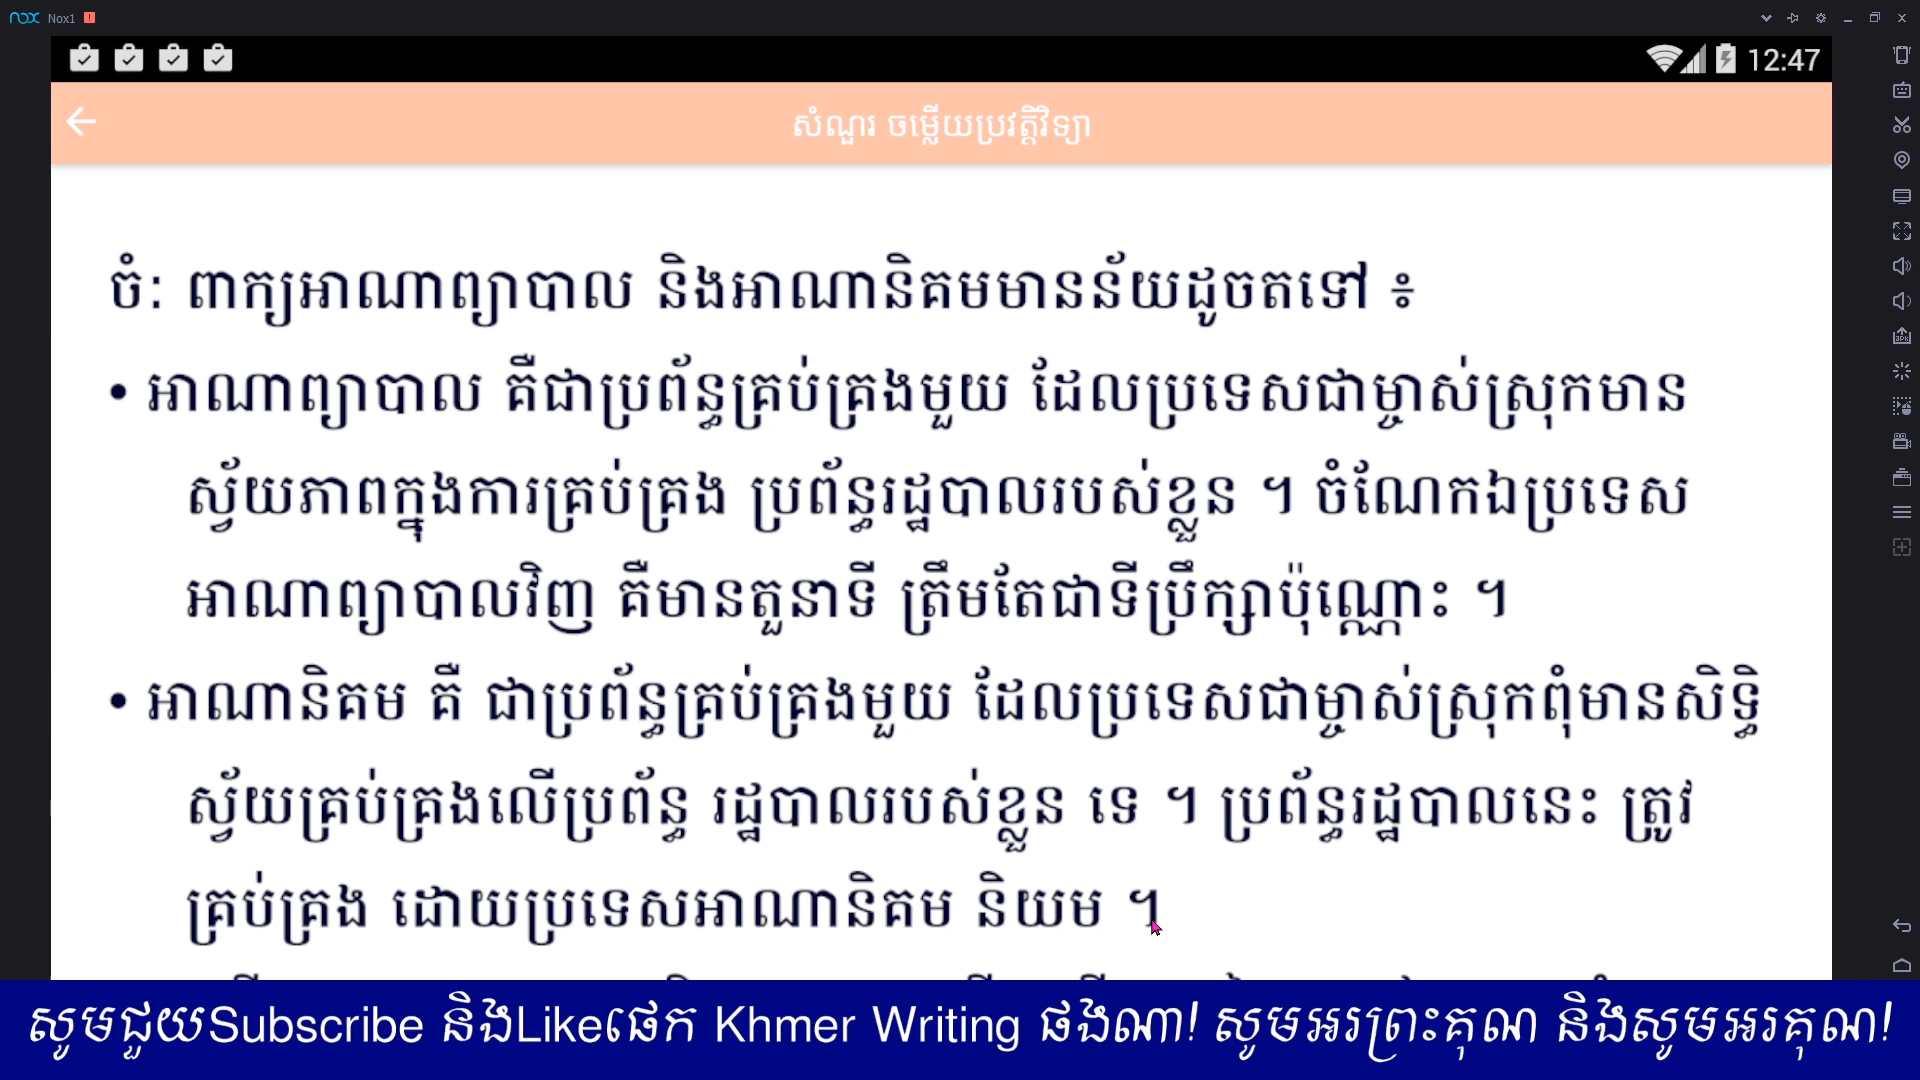 nox Nox1
12:47
សំណួរ ចម្លើយប្រវត្តិវិទ្យា
ចំ: ពាក្យអាណាព្យាបាល និងអាណានិគមមានន័យដូចតទៅ ៖
• អាណាព្យាបាល គឺជាប្រព័ន្ធគ្រប់គ្រងមួយ ដែលប្រទេសជាម្ចាស់ស្រុកមាន
ស្វ័យភាពក្នុងការគ្រប់គ្រង ប្រព័ន្ធរដ្ឋបាលរបស់ខ្លួន ។ ចំណែកឯប្រទេស
អាណាព្យាបាលវិញ គឺមានតួនាទី ត្រឹមតែជាទីប្រឹក្សាប៉ុណ្ណោះ ។
• អាណានិគម គឺ ជាប្រព័ន្ធគ្រប់គ្រងមួយ ដែលប្រទេសជាម្ចាស់ស្រុកពុំមានសិទ្ធិ
ស្វ័យគ្រប់គ្រងលើប្រព័ន្ធ រដ្ឋបាលរបស់ខ្លួន ទេ ។ ប្រព័ន្ធរដ្ឋបាលនេះ ត្រូវ
គ្រប់គ្រង ដោយប្រទេសអាណានិគម និយម ។
សូមជួយSubscribe និងLikeផេក Khmer Writing ផងណា! សូមអរព្រះគុណ និងសូមអរគុណ!